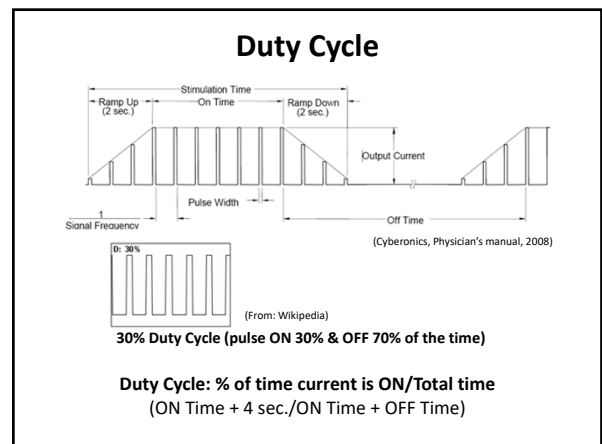 Duty Cycle
Stimulation Time
Ramp Up On Time Ramp Down
(2 sec.) (2 sec.)
Output Current
Pulse Width
1
Signal Frequency
Off Time
(Cyberonics, Physician's manual, 2008)
D: 30%
(From: Wikipedia)
30% Duty Cycle (pulse ON 30% & OFF 70% of the time)
Duty Cycle: % of time current is ON/Total time
(ON Time + 4 sec./ON Time + OFF Time)